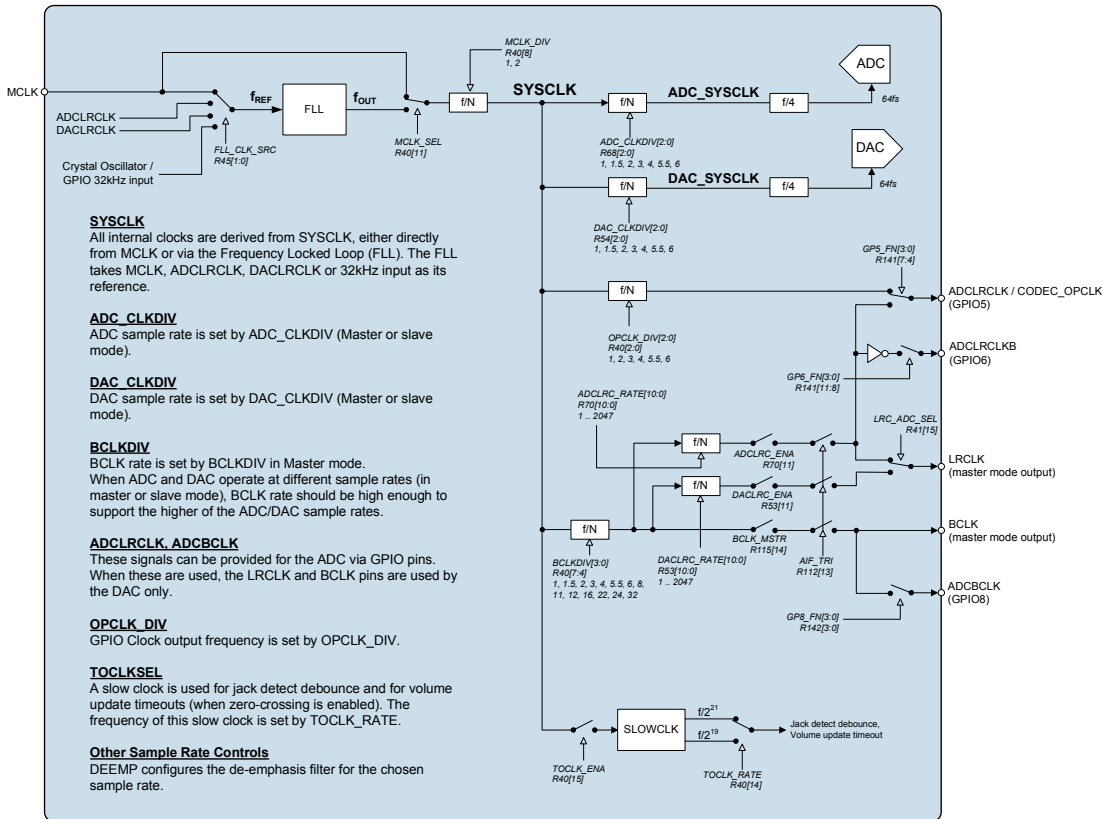 MCLK_DIV
R40[8]
1, 2
MCLK
ADCLRCLK
DACLRCLK
Crystal Oscillator /
GPIO 32kHz input
fREF
FLL
fOUT
FLL_CLK_SRC
R45[1:0]
MCLK_SEL
R40[11]
f/N
SYSCLK
f/N
ADC_SYSCLK
f/4
ADC
64fs
ADC_CLKDIV[2:0]
R68[2:0]
1, 1.5, 2, 3, 4, 5.5, 6
f/N
DAC_SYSCLK
f/4
DAC
64fs
DAC_CLKDIV[2:0]
R54[2:0]
1, 1.5, 2, 3, 4, 5.5, 6
SYSCLK
All internal clocks are derived from SYSCLK, either directly
from MCLK or via the Frequency Locked Loop (FLL). The FLL
takes MCLK, ADCLRCLK, DACLRCLK or 32kHz input as its
reference.
ADC_CLKDIV
ADC sample rate is set by ADC_CLKDIV (Master or slave
mode).
DAC_CLKDIV
DAC sample rate is set by DAC_CLKDIV (Master or slave
mode).
BCLKDIV
BCLK rate is set by BCLKDIV in Master mode.
When ADC and DAC operate at different sample rates (in
master or slave mode), BCLK rate should be high enough to
support the higher of the ADC/DAC sample rates.
ADCLRCLK, ADCBCLK
These signals can be provided for the ADC via GPIO pins.
When these are used, the LRCLK and BCLK pins are used by
the DAC only.
OPCLK_DIV
GPIO Clock output frequency is set by OPCLK_DIV.
TOCLKSEL
A slow clock is used for jack detect debounce and for volume
update timeouts (when zero-crossing is enabled). The
frequency of this slow clock is set by TOCLK_RATE.
Other Sample Rate Controls
DEEMP configures the de-emphasis filter for the chosen
sample rate.
GP5_FN[3:0]
R141[7:4]
f/N
ADCLRCLK / CODEC_OPCLK
(GPIO5)
OPCLK_DIV[2:0]
R40[2:0]
1, 2, 3, 4, 5.5, 6
ADCLRCLKB
(GPIO6)
GP6_FN[3:0]
R141[11:8]
ADCLRC_RATE[10:0]
R70[10:0]
1 .. 2047
LRC_ADC_SEL
R41[15]
f/N
ADCLRC_ENA
R70[11]
LRCLK
(master mode output)
f/N
DACLRC_ENA
R53[11]
f/N
BCLK_MSTR
R115[14]
BCLK
(master mode output)
BCLKDIV[3:0]
R40[7:4]
1, 1.5, 2, 3, 4, 5.5, 6, 8,
11, 12, 16, 22, 24, 32
DACLRC_RATE[10:0]
R53[10:0]
1 .. 2047
AIF_TRI
R112[13]
ADCBCLK
(GPIO8)
GP8_FN[3:0]
R142[3:0]
TOCLK_ENA
R40[15]
SLOWCLK
f/2^21
f/2^19
Jack detect debounce,
Volume update timeout
TOCLK_RATE
R40[14]